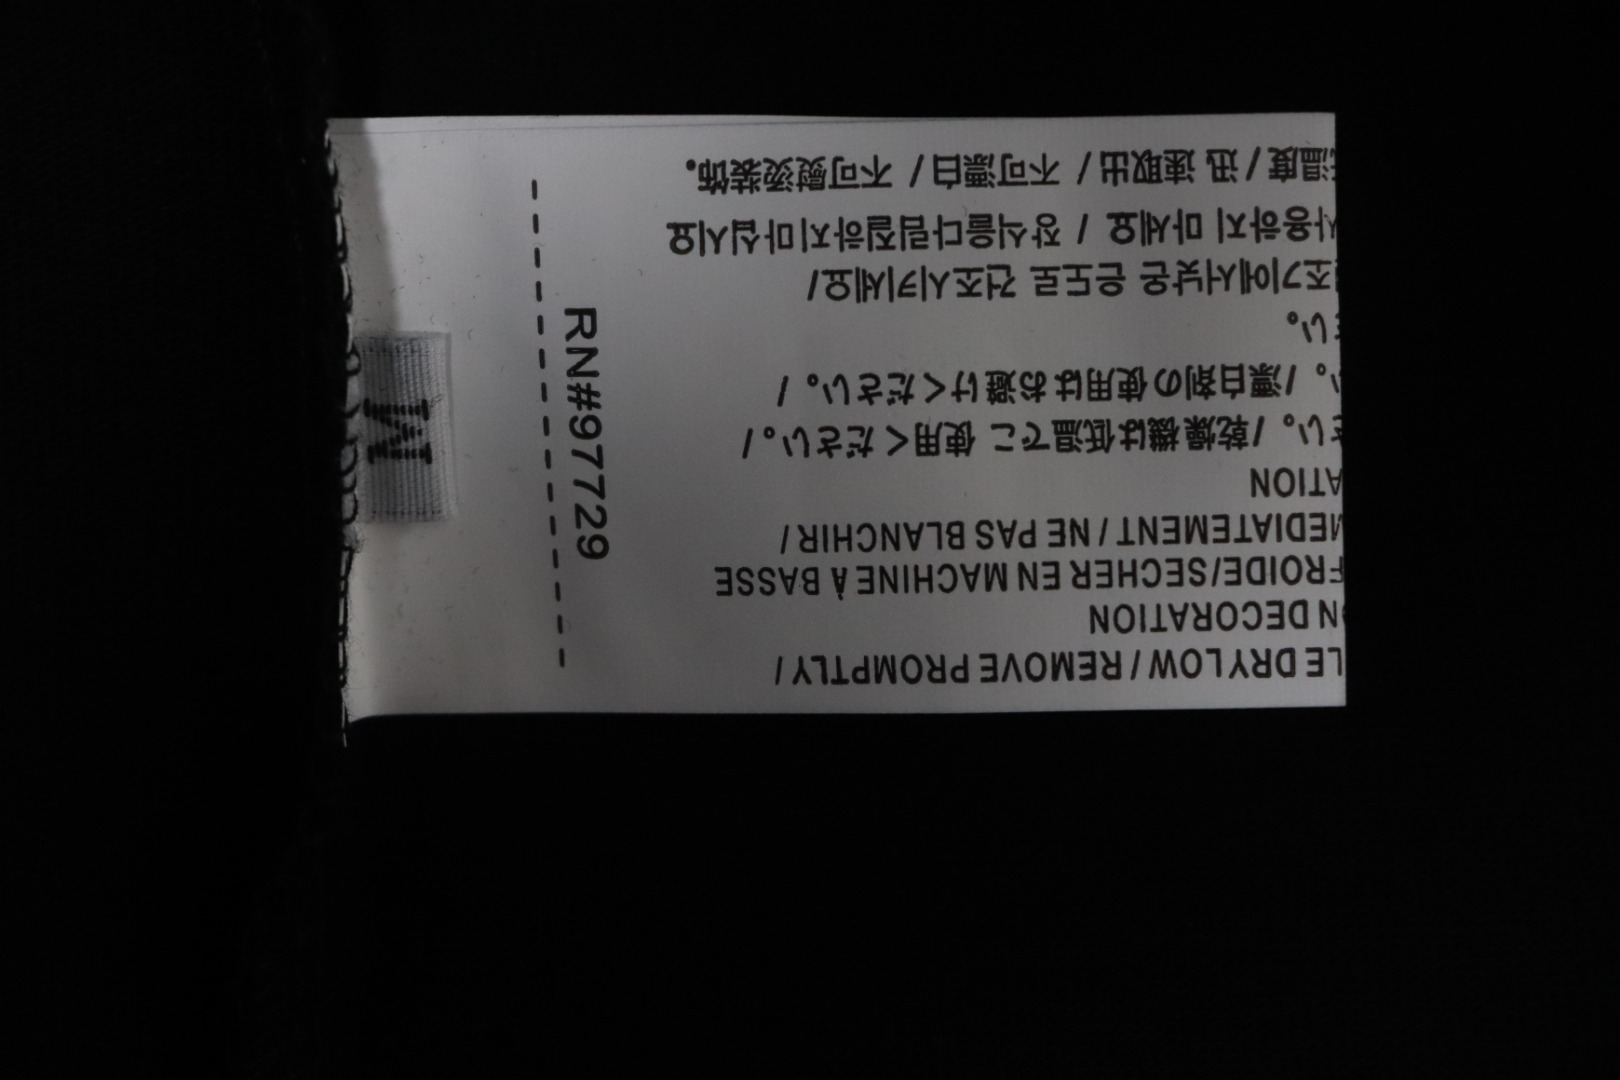 LE DRY LOW / REMOVE PROMPTLY /
ON DECORATION
FROIDE/SECHER EN MACHINE À BASSE
MEDIATEMENT / NE PAS BLANCHIR /
ATION
さい。/乾燥機は低温でこ 使用ください。/
い。/漂白剤の使用はお避けください。/
さい。
조기에서낮은 온도로 건조시키세요/
사용하지 마세요 / 장식을다림질하지마십시요
温度/迅 速取出/ 不可漂白 / 不可熨烫装饰。
RN#97729
M